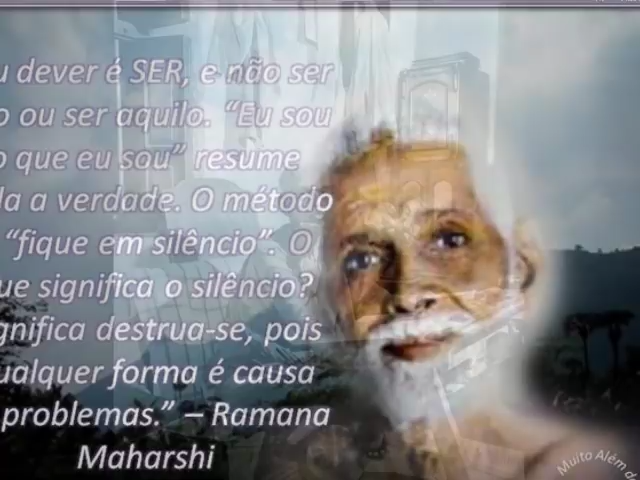 u dever é SER, e não ser
o ou ser aquilo. “Eu sou
o que eu sou” resume
da a verdade. O método
“fique em silêncio”. O
ue significa o silêncio?
gnifica destrua-se, pois
ualquer forma é causa
problemas.” – Ramana
Maharshi
Muito Além d